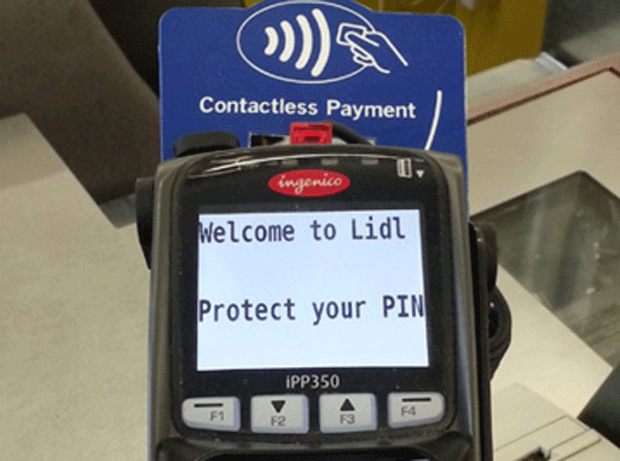 Contactless Payment
ingenico
Welcome to Lidl
Protect your PIN
iPP350
F1 F2 F3 F4